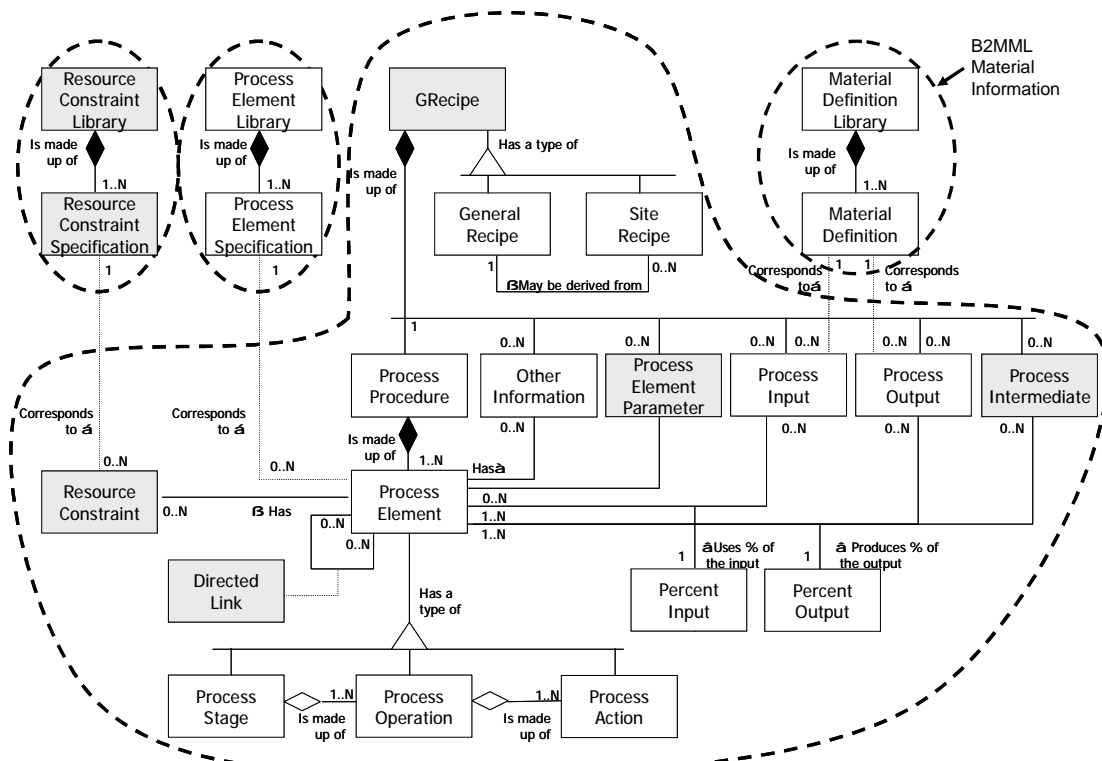 B2MML
Material
Information
Resource
Constraint
Library
Process
Element
Library
GRecipe
Material
Definition
Library
Is made
up of
Is made
up of
Has a type of
Is made
up of
Is made
up of
1..N
1..N
1..N
Resource
Constraint
Specification
Process
Element
Specification
General
Recipe
Site
Recipe
Material
Definition
1
1
1
0..N
1
1
ßMay be derived from
Corresponds
to á
Corresponds
to á
1
0..N
0..N
0..N
0..N
0..N
0..N
0..N
Process
Procedure
Other
Information
Process
Element
Parameter
Process
Input
Process
Output
Process
Intermediate
Corresponds
to á
Corresponds
to á
0..N
0..N
0..N
0..N
Is made
up of
1..N
Hasà
0..N
0..N
Resource
Constraint
0..N
ß Has
Process
Element
0..N
1..N
1..N
0..N
0..N
1
âUses % of
the input
1
â Produces % of
the output
Directed
Link
Percent
Input
Percent
Output
Has a
type of
Process
Stage
1..N
Is made
up of
Process
Operation
1..N
Is made
up of
Process
Action